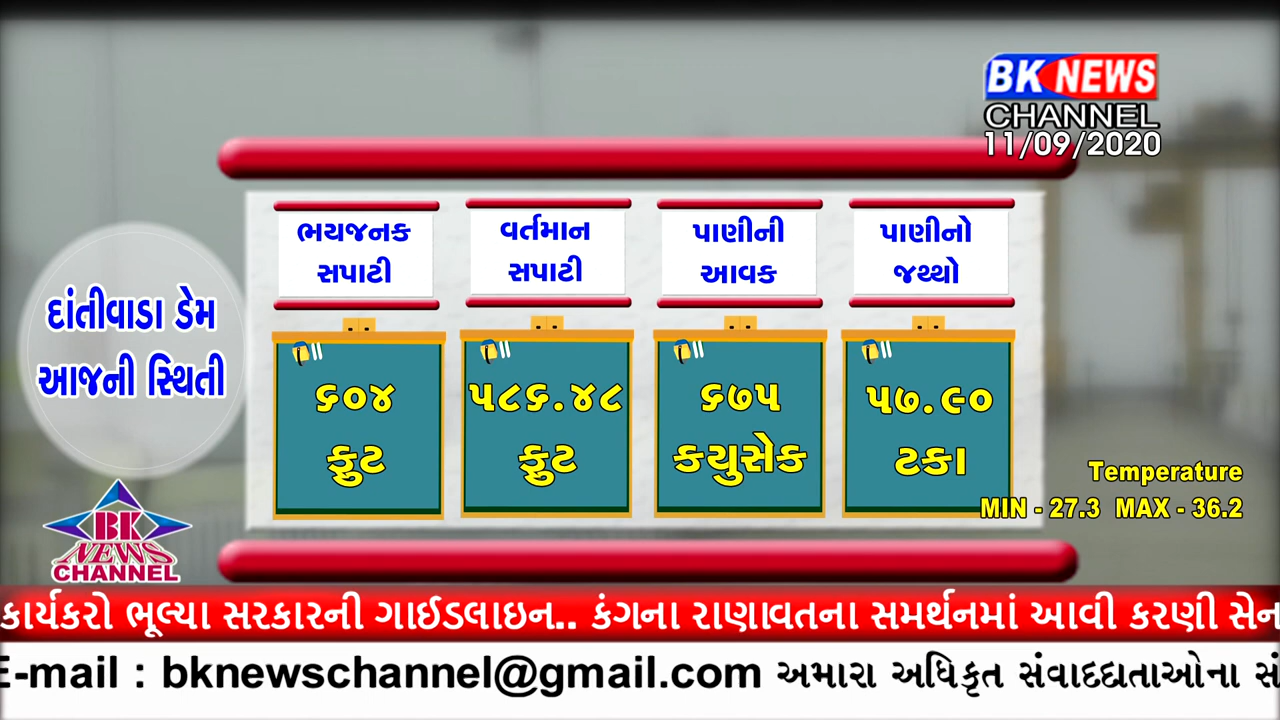 BK NEWS
CHANNEL
11/09/2020
દાંતીવાડા ડેમ
આજની સ્થિતી
ભયજનક
સપાટી
વર્તમાન
સપાટી
પાણીની
આવક
પાણીનો
જથ્થો
૬૦૪
ફુટ
૫૮૬.૪૮
ફુટ
૬૭૫
કયુસેક
૫૭.૯૦
ટકા
Temperature
MIN - 27.3 MAX - 36.2
BK
NEWS
CHANNEL
કાર્યકરો ભૂલ્યા સરકારની ગાઈડલાઇન.. કંગના રાણાવતના સમર્થનમાં આવી કરણી સેન
E-mail : bknewschannel@gmail.com અમારા અધિકૃત સંવાદદાતાઓના સં